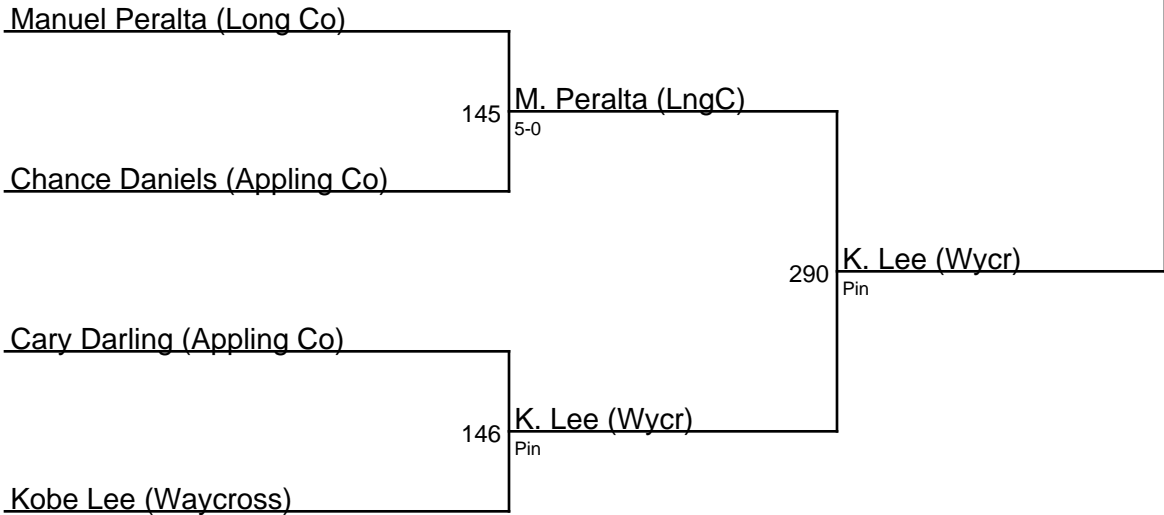 Manuel Peralta (Long Co)
145
M. Peralta (LngC)
5-0
Chance Daniels (Appling Co)
290
K. Lee (Wycr)
Pin
Cary Darling (Appling Co)
146
K. Lee (Wycr)
Pin
Kobe Lee (Waycross)